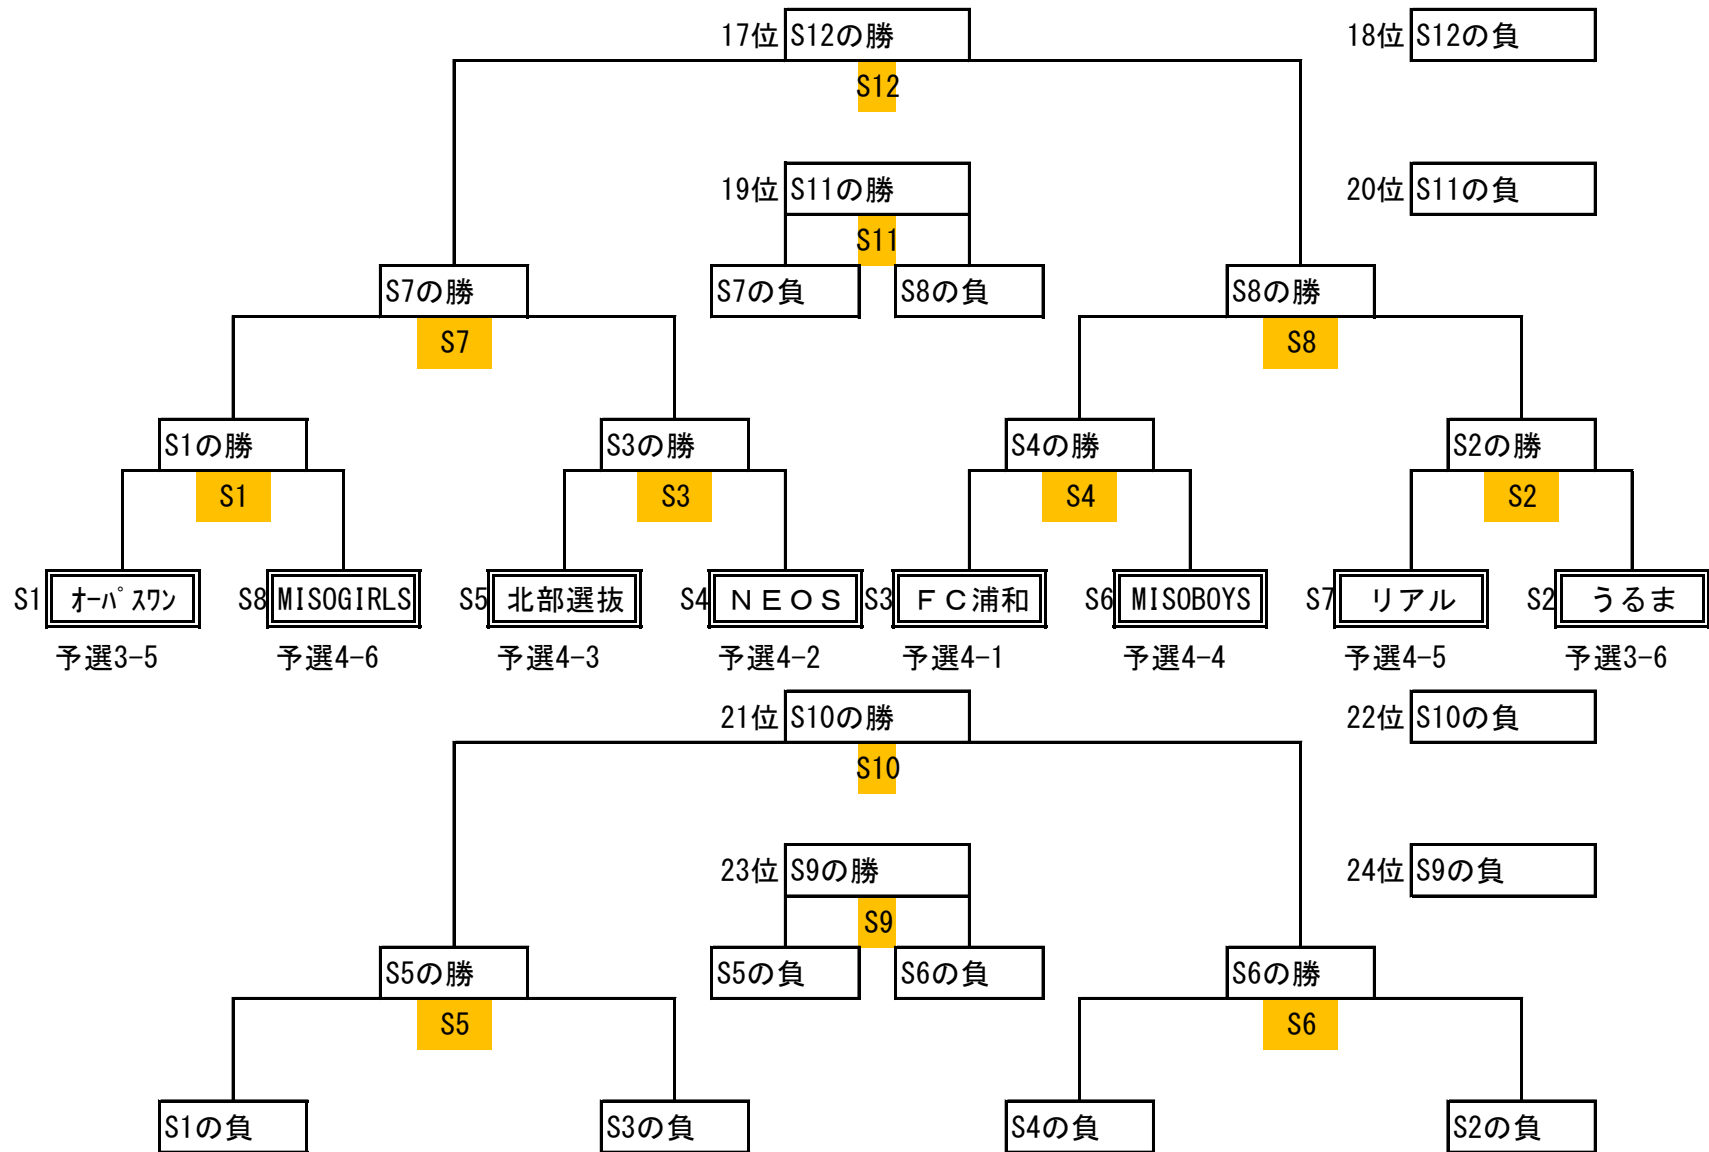 17位 S12の勝 18位 S12の負
S12
19位 S11の勝 20位 S11の負
S11
S7の勝 S7の負 S8の負 S8の勝
S7 S8
S1の勝 S3の勝 S4の勝 S2の勝
S1 S3 S4 S2
S1 ｵｰﾊﾟｽワン S8 MISOGIRLS S5 北部選抜 S4 ＮＥＯＳ S3 ＦＣ浦和 S6 MISOBOYS S7 リアル S2 うるま
予選3-5 予選4-6 予選4-3 予選4-2 予選4-1 予選4-4 予選4-5 予選3-6
21位 S10の勝 22位 S10の負
S10
23位 S9の勝 24位 S9の負
S9
S5の勝 S5の負 S6の負 S6の勝
S5 S6
S1の負 S3の負 S4の負 S2の負